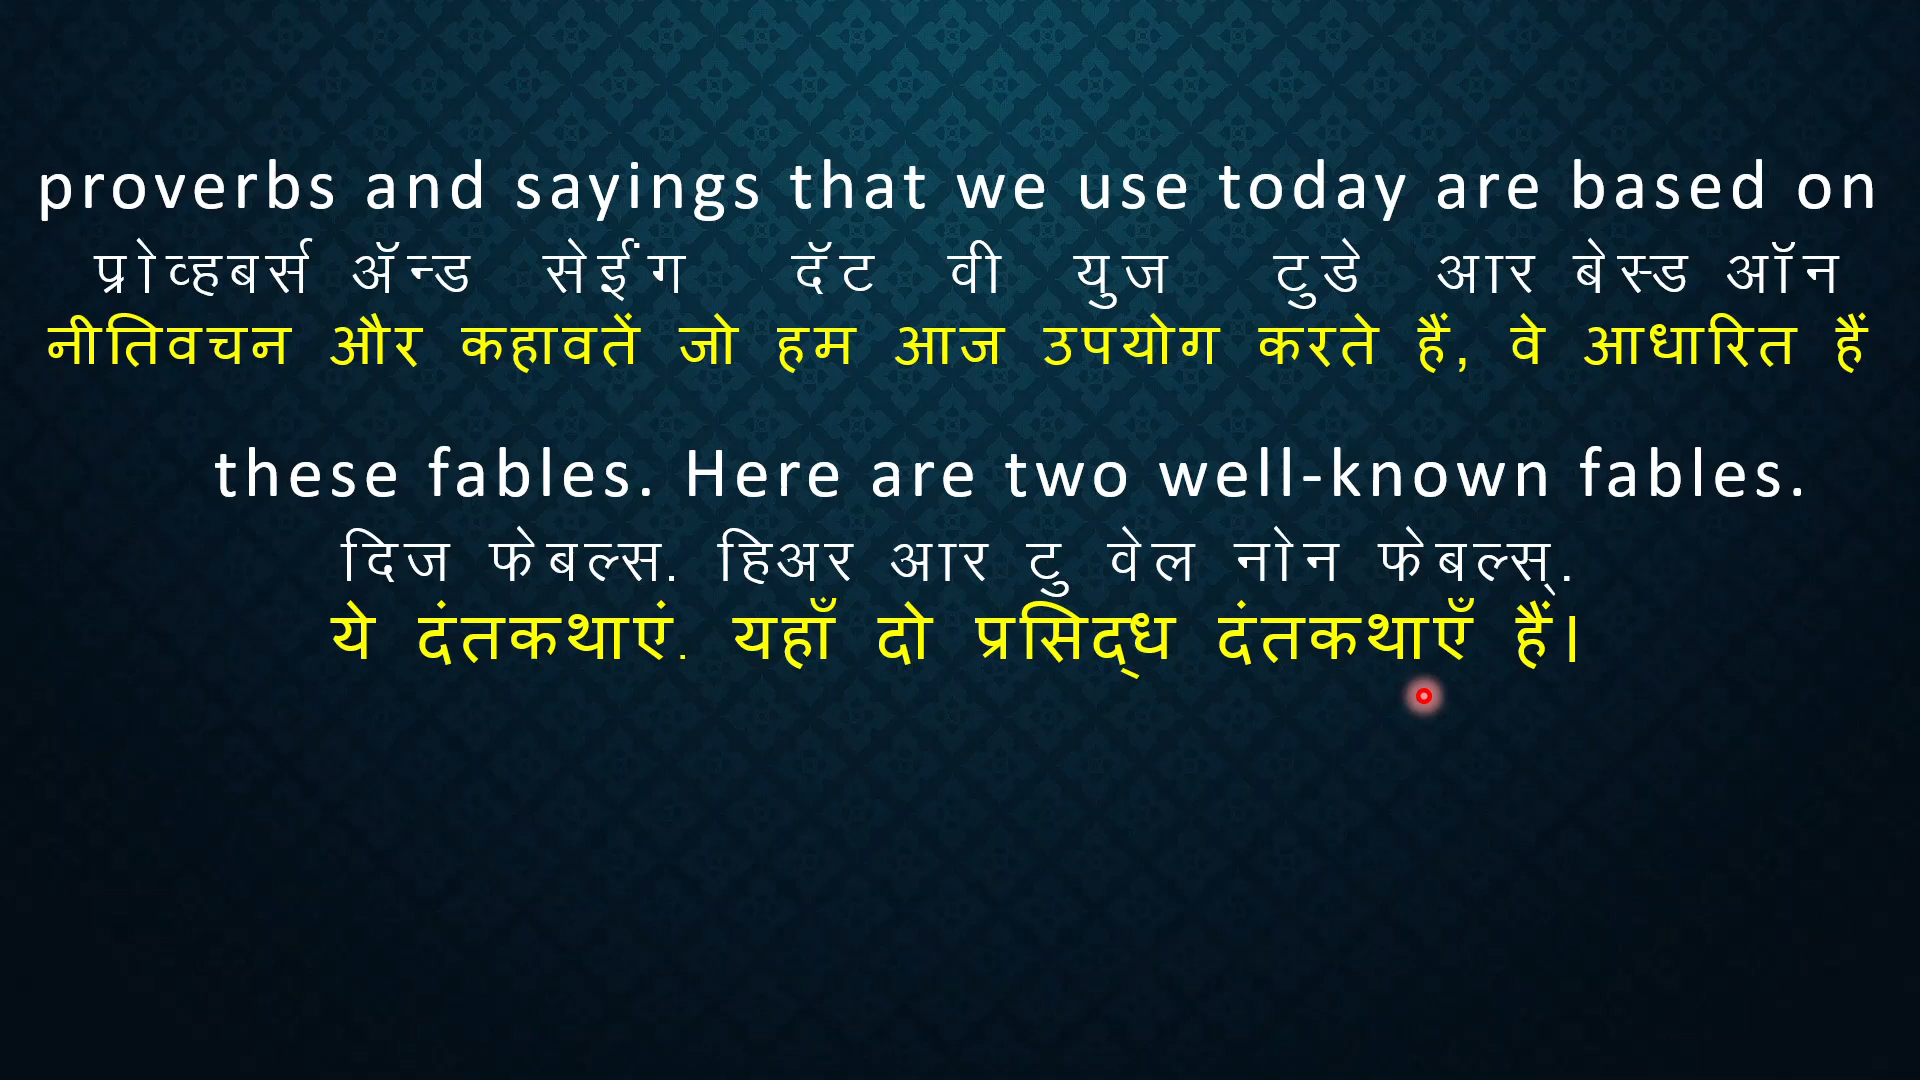 proverbs and sayings that we use today are based on
प्रोव्हबर्स अ‍ॅन्ड सेईंग दॅट वी युज टुडे आर बेस्ड ऑन
नीतिवचन और कहावतें जो हम आज उपयोग करते हैं, वे आधारित हैं
these fables. Here are two well-known fables.
दिज फेबल्स. हिअर आर टु वेल नोन फेबल्स्.
ये दंतकथाएं. यहाँ दो प्रसिद्ध दंतकथाएँ हैं।